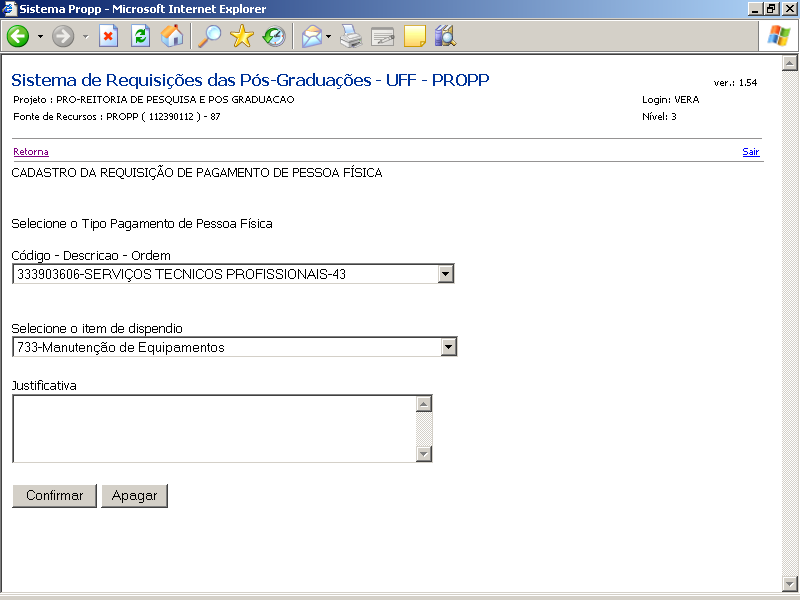 Sistema Propp - Microsoft Internet Explorer
Sistema de Requisições das Pós-Graduações - UFF - PROPP
ver.: 1.54
Projeto : PRO-REITORIA DE PESQUISA E POS GRADUACAO
Login: VERA
Fonte de Recursos : PROPP ( 112390112 ) - 87
Nível: 3
Retorna
Sair
CADASTRO DA REQUISIÇÃO DE PAGAMENTO DE PESSOA FÍSICA
Selecione o Tipo Pagamento de Pessoa Física
Código - Descricao - Ordem
333903606-SERVIÇOS TECNICOS PROFISSIONAIS-43
Selecione o item de dispendio
733-Manutenção de Equipamentos
Justificativa
Confirmar
Apagar